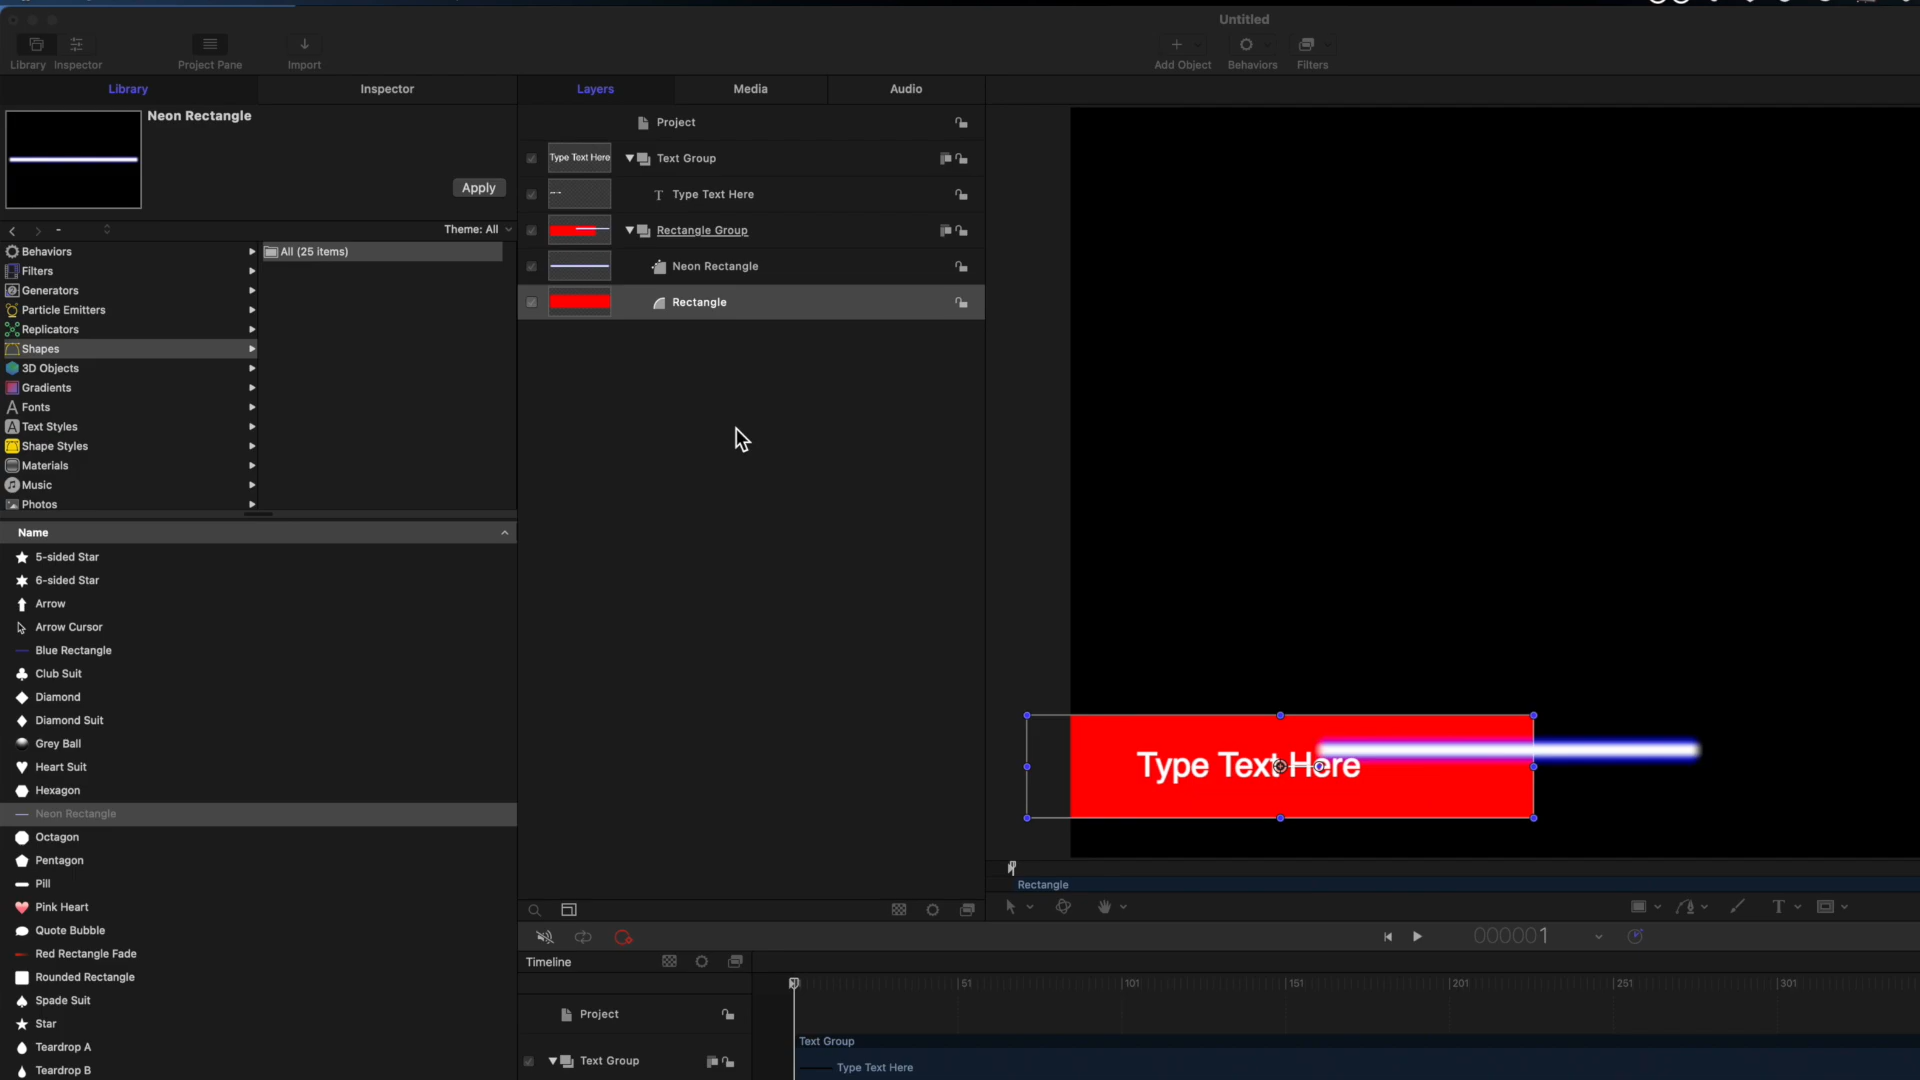 Untitled
Library
Inspector
Project Pane
Import
Add Object
Behaviors
Filters
Library
Inspector
Layers
Media
Audio
Neon Rectangle
Apply
Theme: All
Behaviors
Filters
Generators
Particle Emitters
Replicators
Shapes
3D Objects
Gradients
Fonts
Text Styles
Shape Styles
Materials
Music
Photos
All (25 items)
Name
5-sided Star
6-sided Star
Arrow
Arrow Cursor
Blue Rectangle
Club Suit
Diamond
Diamond Suit
Grey Ball
Heart Suit
Hexagon
Neon Rectangle
Octagon
Pentagon
Pill
Pink Heart
Quote Bubble
Red Rectangle Fade
Rounded Rectangle
Spade Suit
Star
Teardrop A
Teardrop B
Project
Type Text Here
Text Group
Type Text Here
Rectangle Group
Neon Rectangle
Rectangle
Type Text Here
Rectangle
000001
Timeline
51
101
151
201
251
301
Project
Text Group
Text Group
Type Text Here